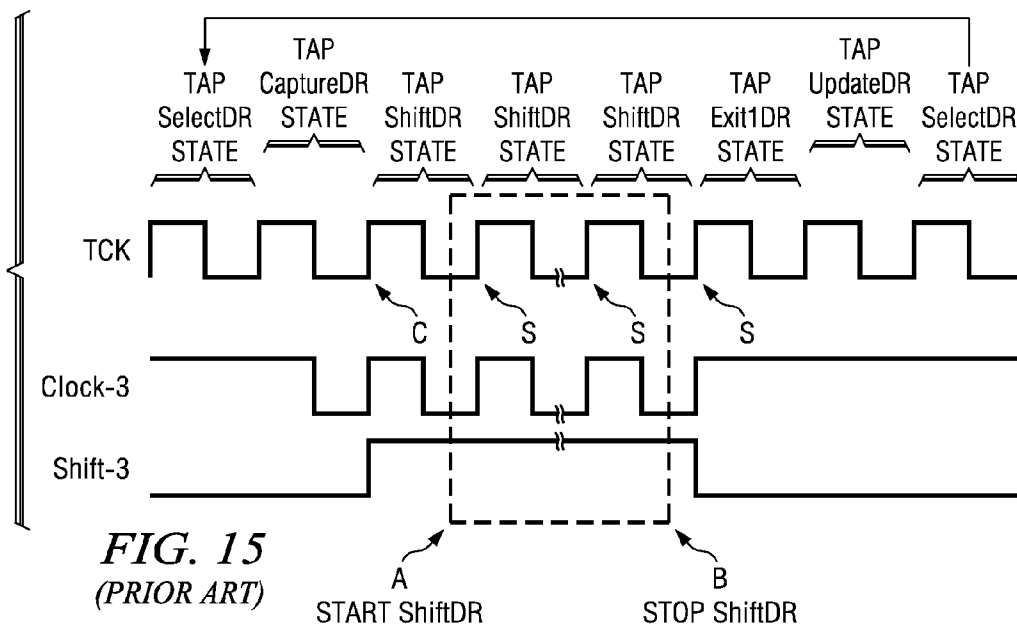 TAP
SelectDR
STATE
TAP
CaptureDR
STATE
TAP
ShiftDR
STATE
TAP
ShiftDR
STATE
TAP
ShiftDR
STATE
TAP
Exit1DR
STATE
TAP
UpdateDR
STATE
TAP
SelectDR
STATE
TCK
C
S
S
S
Clock-3
Shift-3
FIG. 15
(PRIOR ART)
A
START ShiftDR
B
STOP ShiftDR